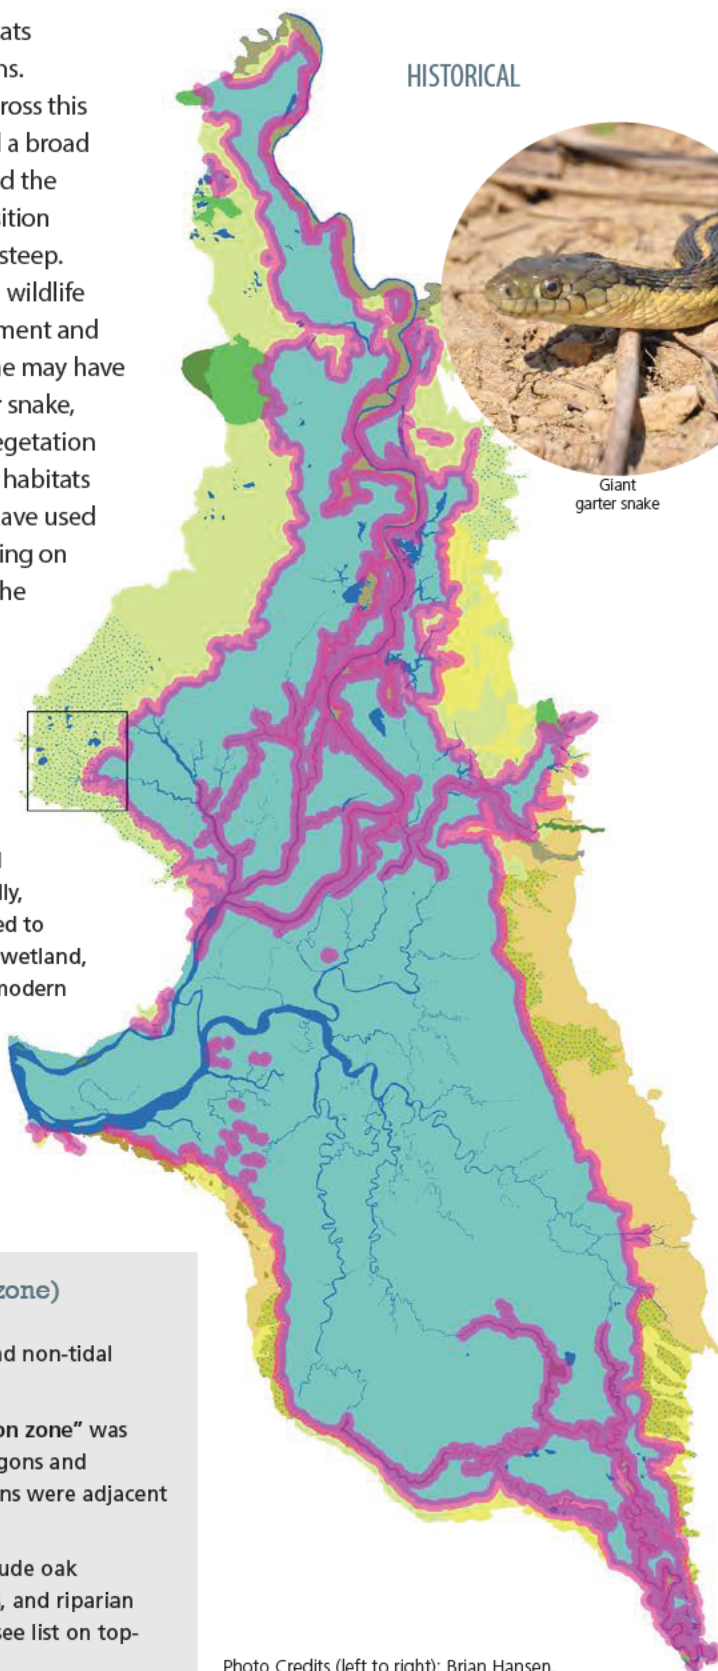 ats
HISTORICAL
ns.
ross this
a broad
d the
sition
steep.
wildlife
ment and
ne may have
snake,
egetation
habitats
ave used
ing on
he
Giant
garter snake
lly,
ed to
wetland,
modern
zone)
nd non-tidal
on zone" was
gons and
ns were adjacent
ude oak
, and riparian
see list on top-
Photo Credits (left to right): Brian Hansen